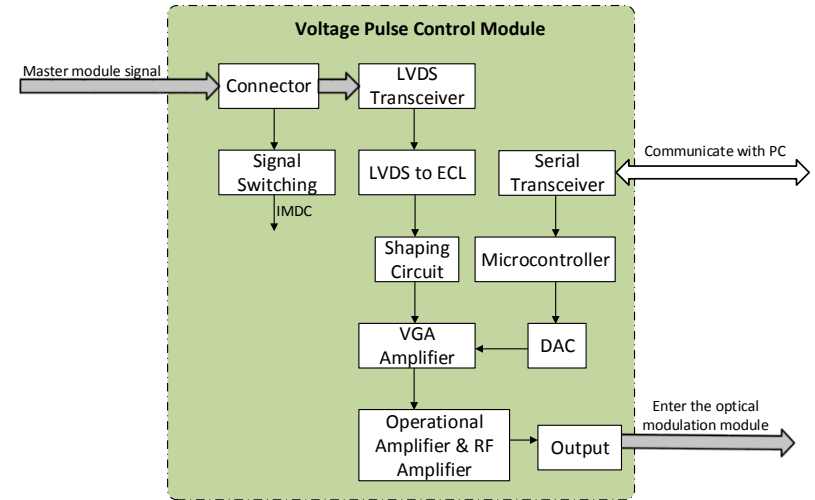 Voltage Pulse Control Module
Master module signal
Connector
LVDS
Transceiver
Signal
Switching
IMDC
LVDS to ECL
Serial
Transceiver
Communicate with PC
Shaping
Circuit
Microcontroller
VGA
Amplifier
DAC
Operational
Amplifier & RF
Amplifier
Output
Enter the optical
modulation module